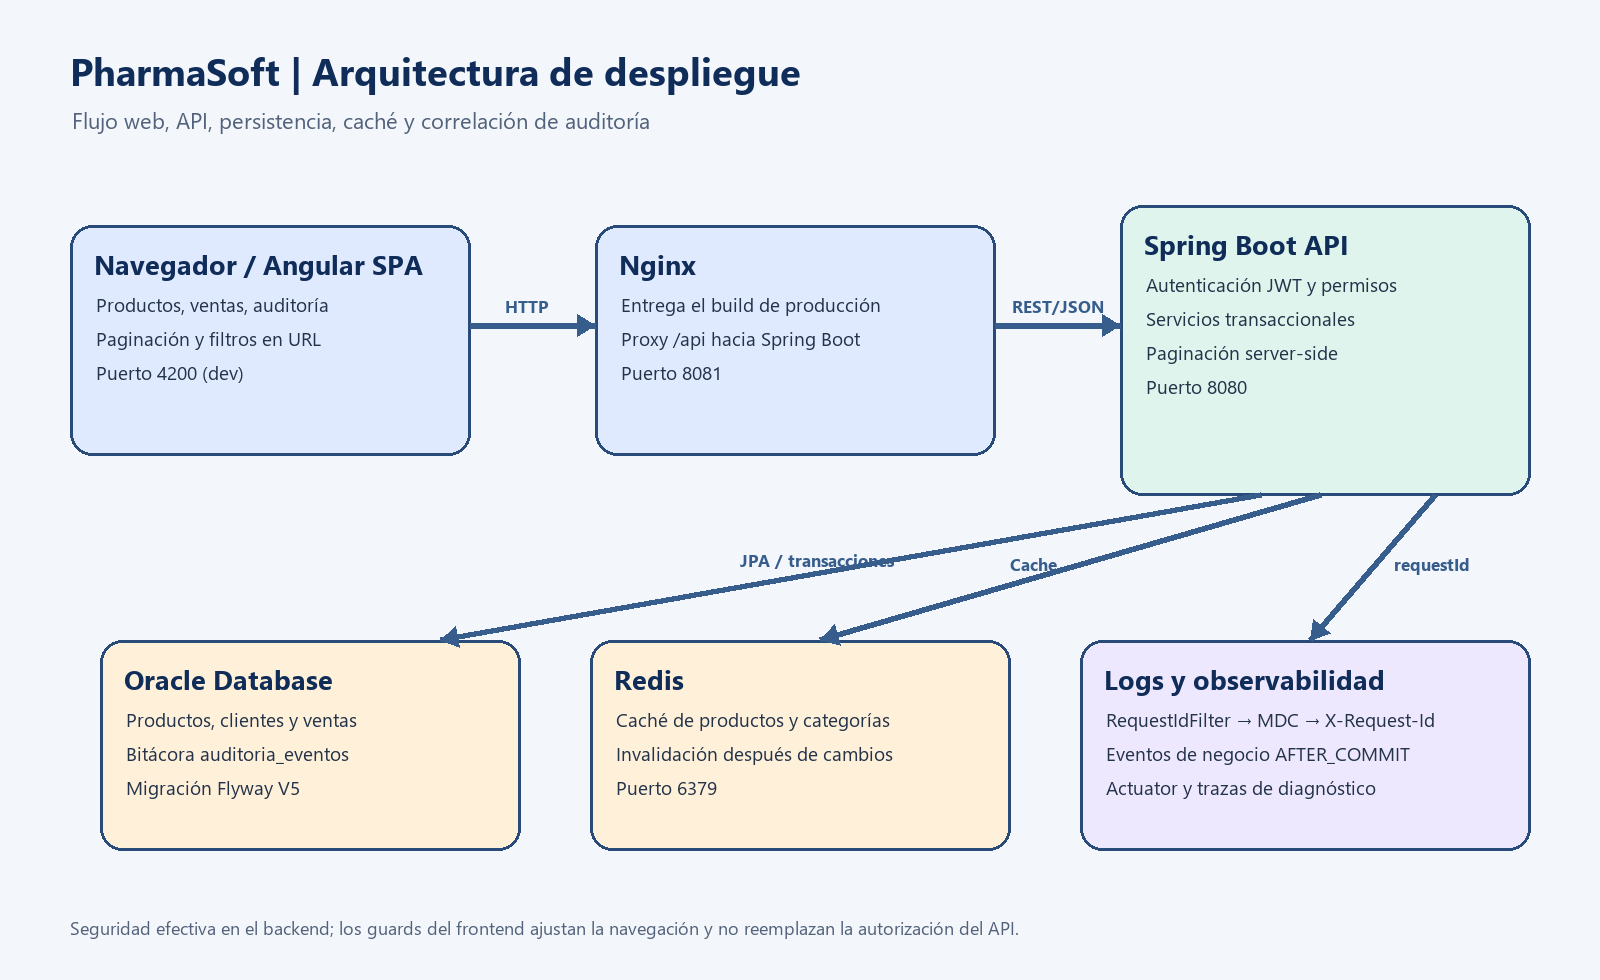 PharmaSoft | Arquitectura de despliegue
Flujo web, API, persistencia, caché y correlación de auditoría
Navegador / Angular SPA
Productos, ventas, auditoría
Paginación y filtros en URL
Puerto 4200 (dev)
HTTP
Nginx
Entrega el build de producción
Proxy /api hacia Spring Boot
Puerto 8081
REST/JSON
Spring Boot API
Autenticación JWT y permisos
Servicios transaccionales
Paginación server-side
Puerto 8080
JPA / transacciones
Cache
requestId
Oracle Database
Productos, clientes y ventas
Bitácora auditoria_eventos
Migración Flyway V5
Redis
Caché de productos y categorías
Invalidación después de cambios
Puerto 6379
Logs y observabilidad
RequestIdFilter → MDC → X-Request-Id
Eventos de negocio AFTER_COMMIT
Actuator y trazas de diagnóstico
Seguridad efectiva en el backend; los guards del frontend ajustan la navegación y no reemplazan la autorización del API.